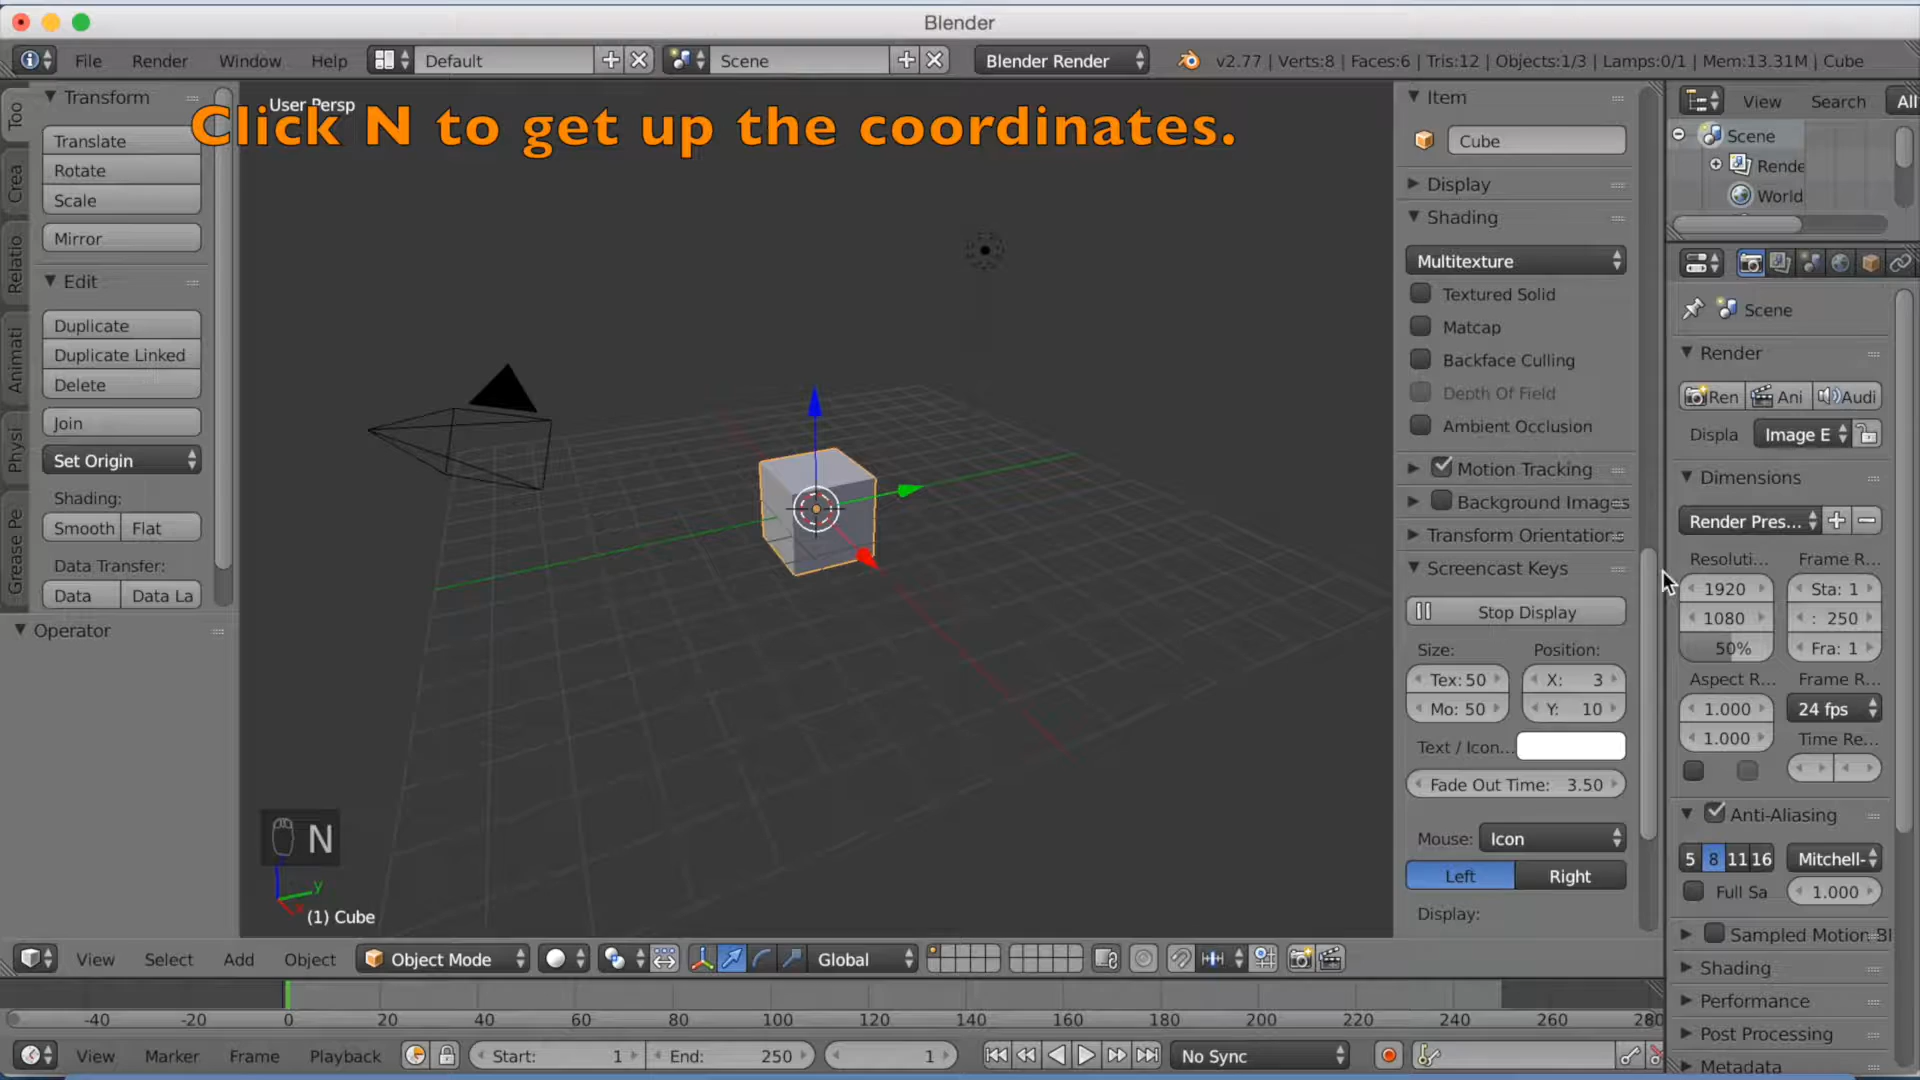 Blender
File Render Window Help Default Scene Blender Render v2.77 | Verts:8 | Faces:6 | Tris:12 | Objects:1/3 | Lamps:0/1 | Mem:13.31M | Cube
Click N to get up the coordinates.
User Persp
Too
Crea
Relatio
Animati
Physi
Grease Pe
Transform
Translate
Rotate
Scale
Mirror
Edit
Duplicate
Duplicate Linked
Delete
Join
Set Origin
Shading:
Smooth Flat
Data Transfer:
Data Data La
Operator
N
y
(1) Cube
Item
Cube
Display
Shading
Multitexture
Textured Solid
Matcap
Backface Culling
Depth Of Field
Ambient Occlusion
Motion Tracking
Background Images
Transform Orientations
Screencast Keys
Stop Display
Size: Position:
Tex: 50 X: 3
Mo: 50 Y: 10
Text / Icon...
Fade Out Time: 3.50
Mouse: Icon
Left Right
Display:
View Search All
Scene
Rende
World
Scene
Render
Ren Ani Audi
Displa Image E
Dimensions
Render Pres...
Resoluti... Frame R...
1920 Sta: 1
1080 : 250
50% Fra: 1
Aspect R... Frame R...
1.000 24 fps
1.000 Time Re...
Anti-Aliasing
5 8 11 16 Mitchell-
Full Sa 1.000
Sampled Motion Bl
Shading
Performance
Post Processing
Metadata
View Select Add Object Object Mode Global
-40 -20 0 20 40 60 80 100 120 140 160 180 200 220 240 260 280
View Marker Frame Playback Start: 1 End: 250 1 No Sync